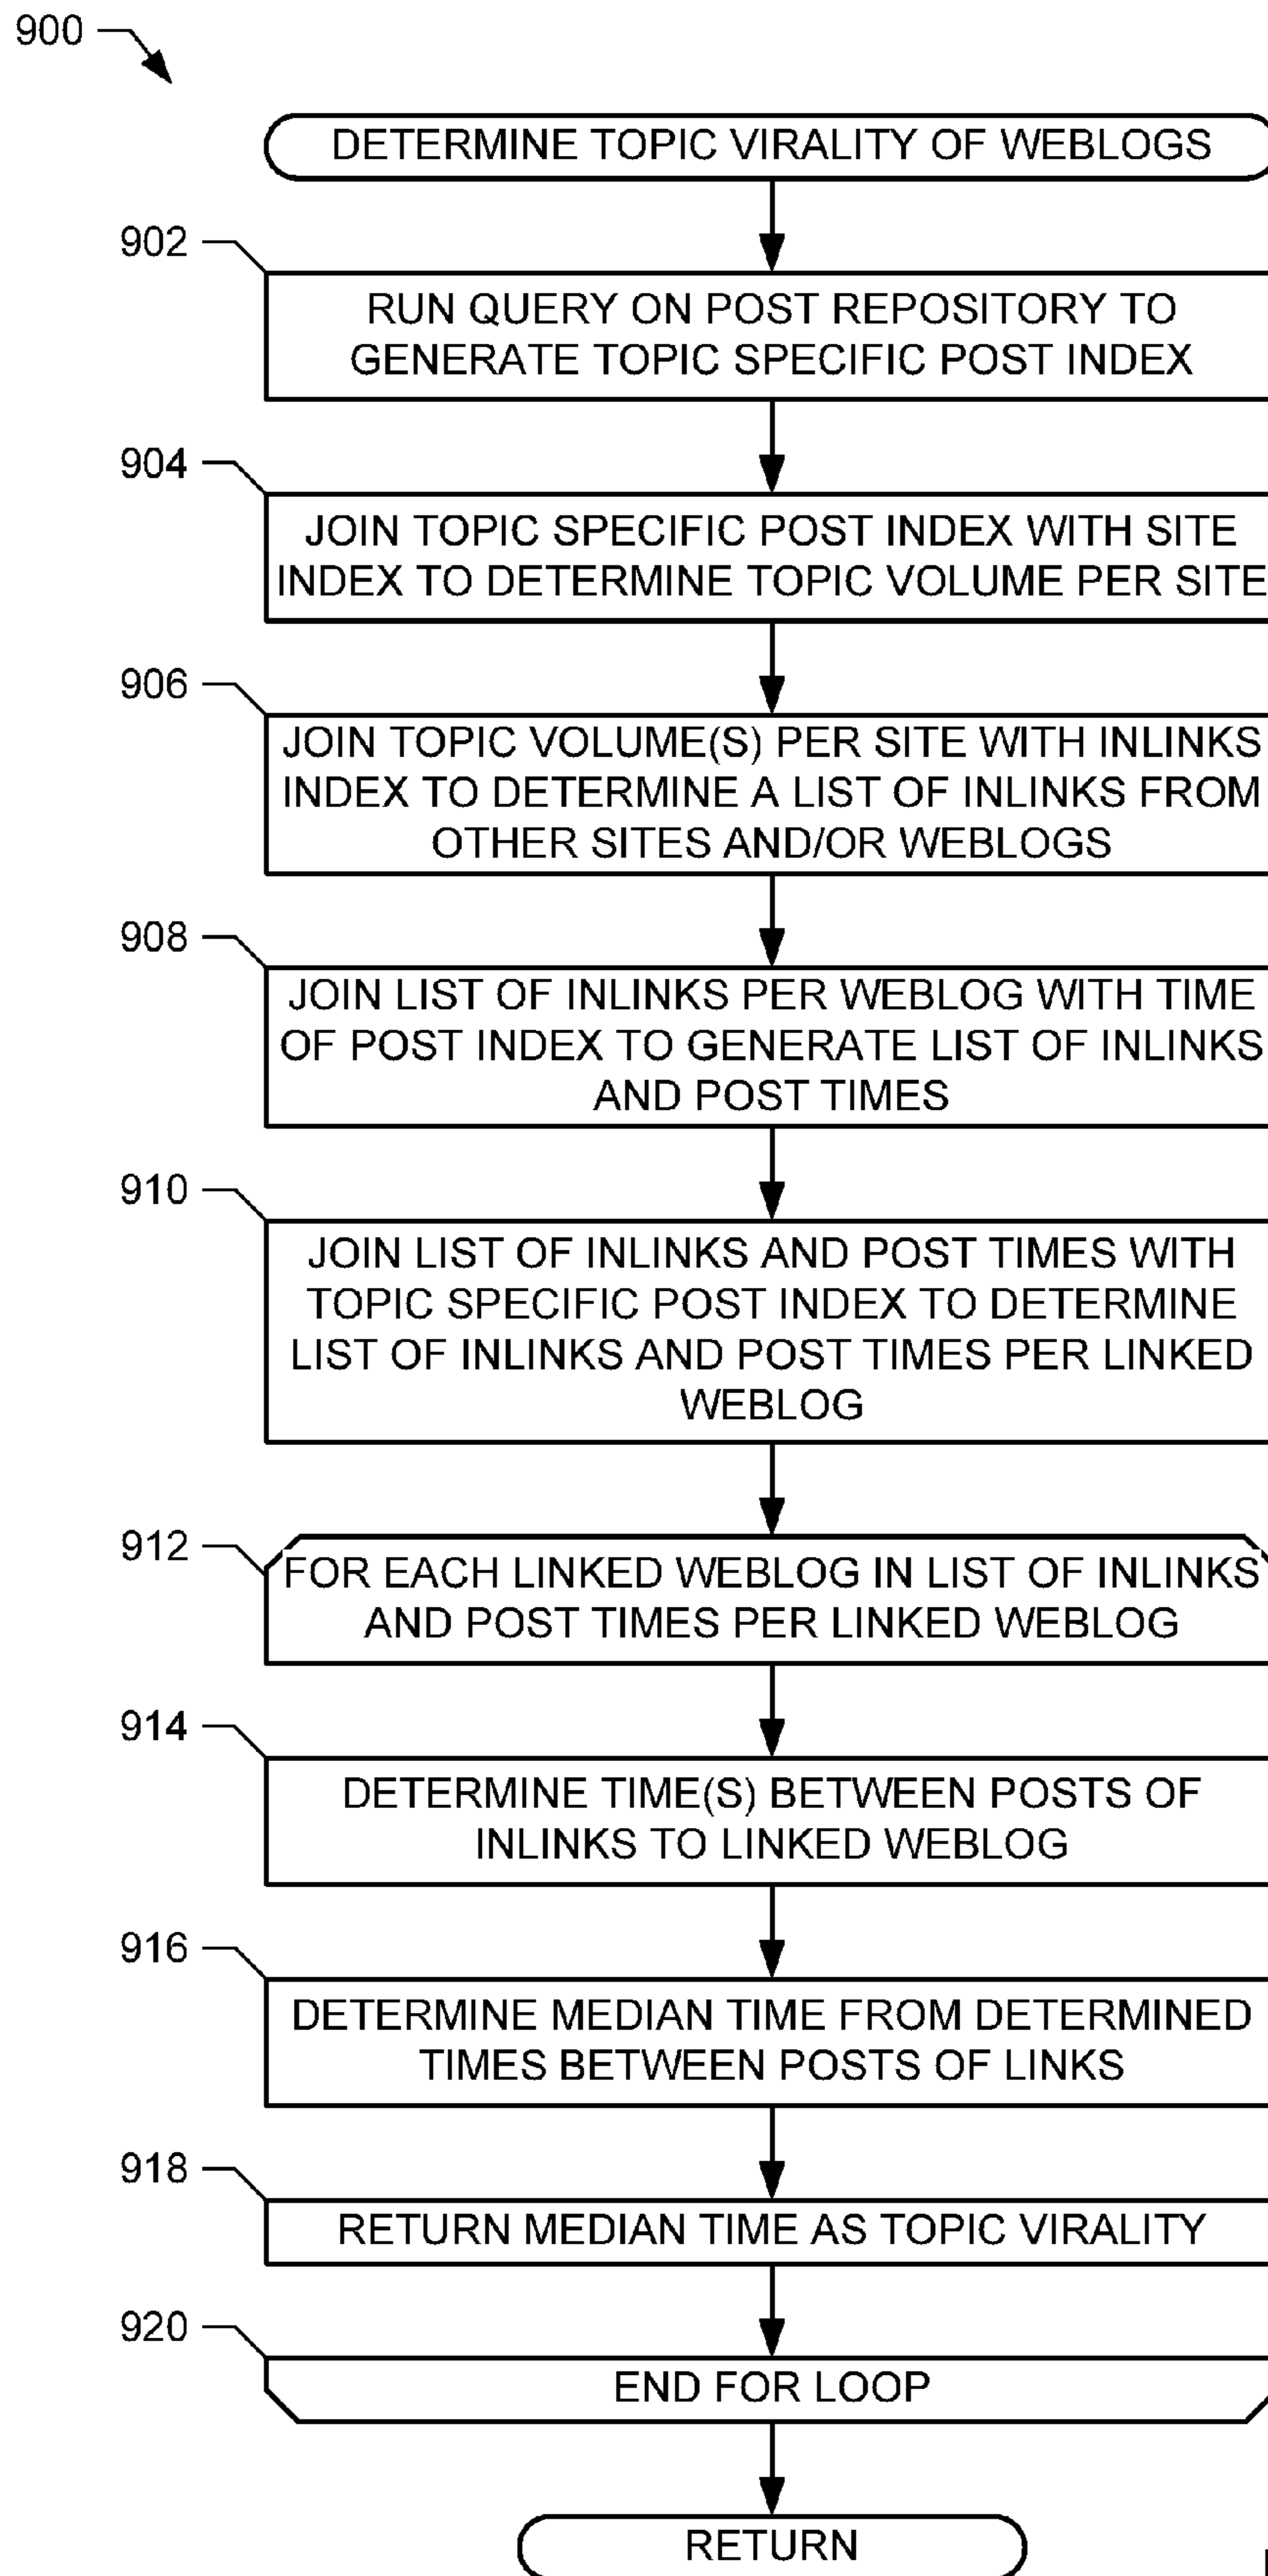 900
DETERMINE TOPIC VIRALITY OF WEBLOGS
902
RUN QUERY ON POST REPOSITORY TO
GENERATE TOPIC SPECIFIC POST INDEX
904
JOIN TOPIC SPECIFIC POST INDEX WITH SITE
INDEX TO DETERMINE TOPIC VOLUME PER SITE
906
JOIN TOPIC VOLUME(S) PER SITE WITH INLINKS
INDEX TO DETERMINE A LIST OF INLINKS FROM
OTHER SITES AND/OR WEBLOGS
908
JOIN LIST OF INLINKS PER WEBLOG WITH TIME
OF POST INDEX TO GENERATE LIST OF INLINKS
AND POST TIMES
910
JOIN LIST OF INLINKS AND POST TIMES WITH
TOPIC SPECIFIC POST INDEX TO DETERMINE
LIST OF INLINKS AND POST TIMES PER LINKED
WEBLOG
912
FOR EACH LINKED WEBLOG IN LIST OF INLINKS
AND POST TIMES PER LINKED WEBLOG
914
DETERMINE TIME(S) BETWEEN POSTS OF
INLINKS TO LINKED WEBLOG
916
DETERMINE MEDIAN TIME FROM DETERMINED
TIMES BETWEEN POSTS OF LINKS
918
RETURN MEDIAN TIME AS TOPIC VIRALITY
920
END FOR LOOP
RETURN